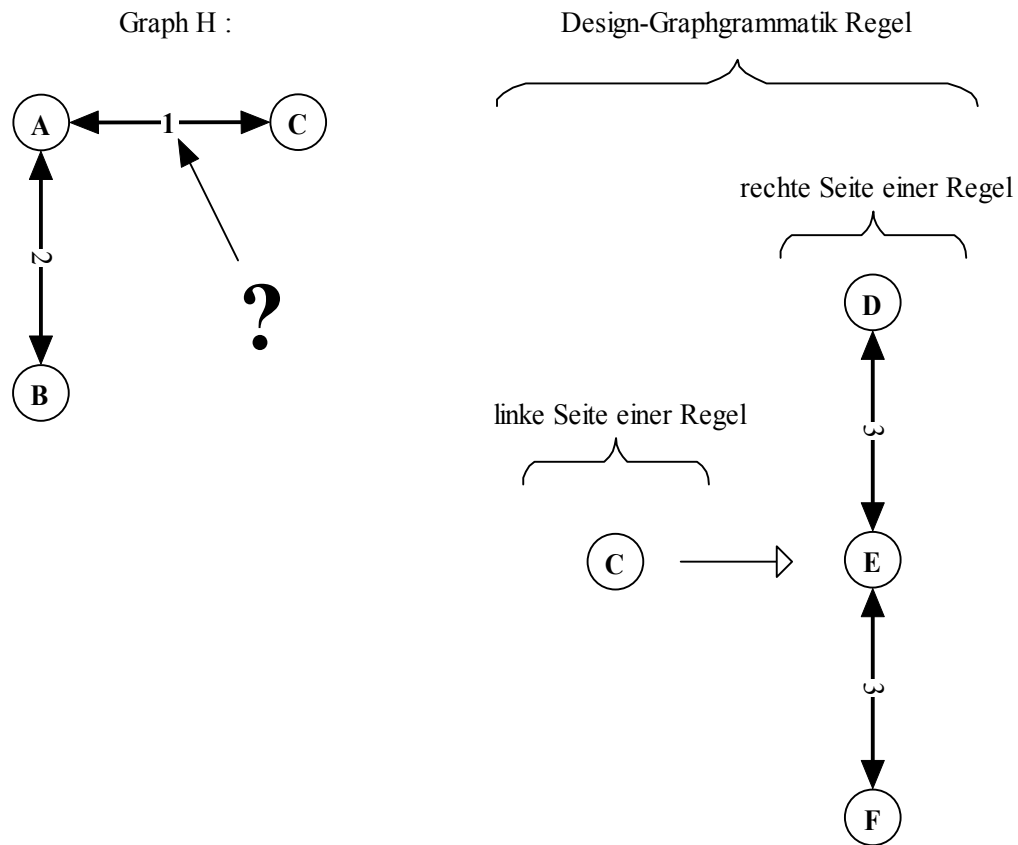 Graph H :
Design-Graphgrammatik Regel
A
1
C
rechte Seite einer Regel
2
?
D
B
linke Seite einer Regel
3
C
E
3
F